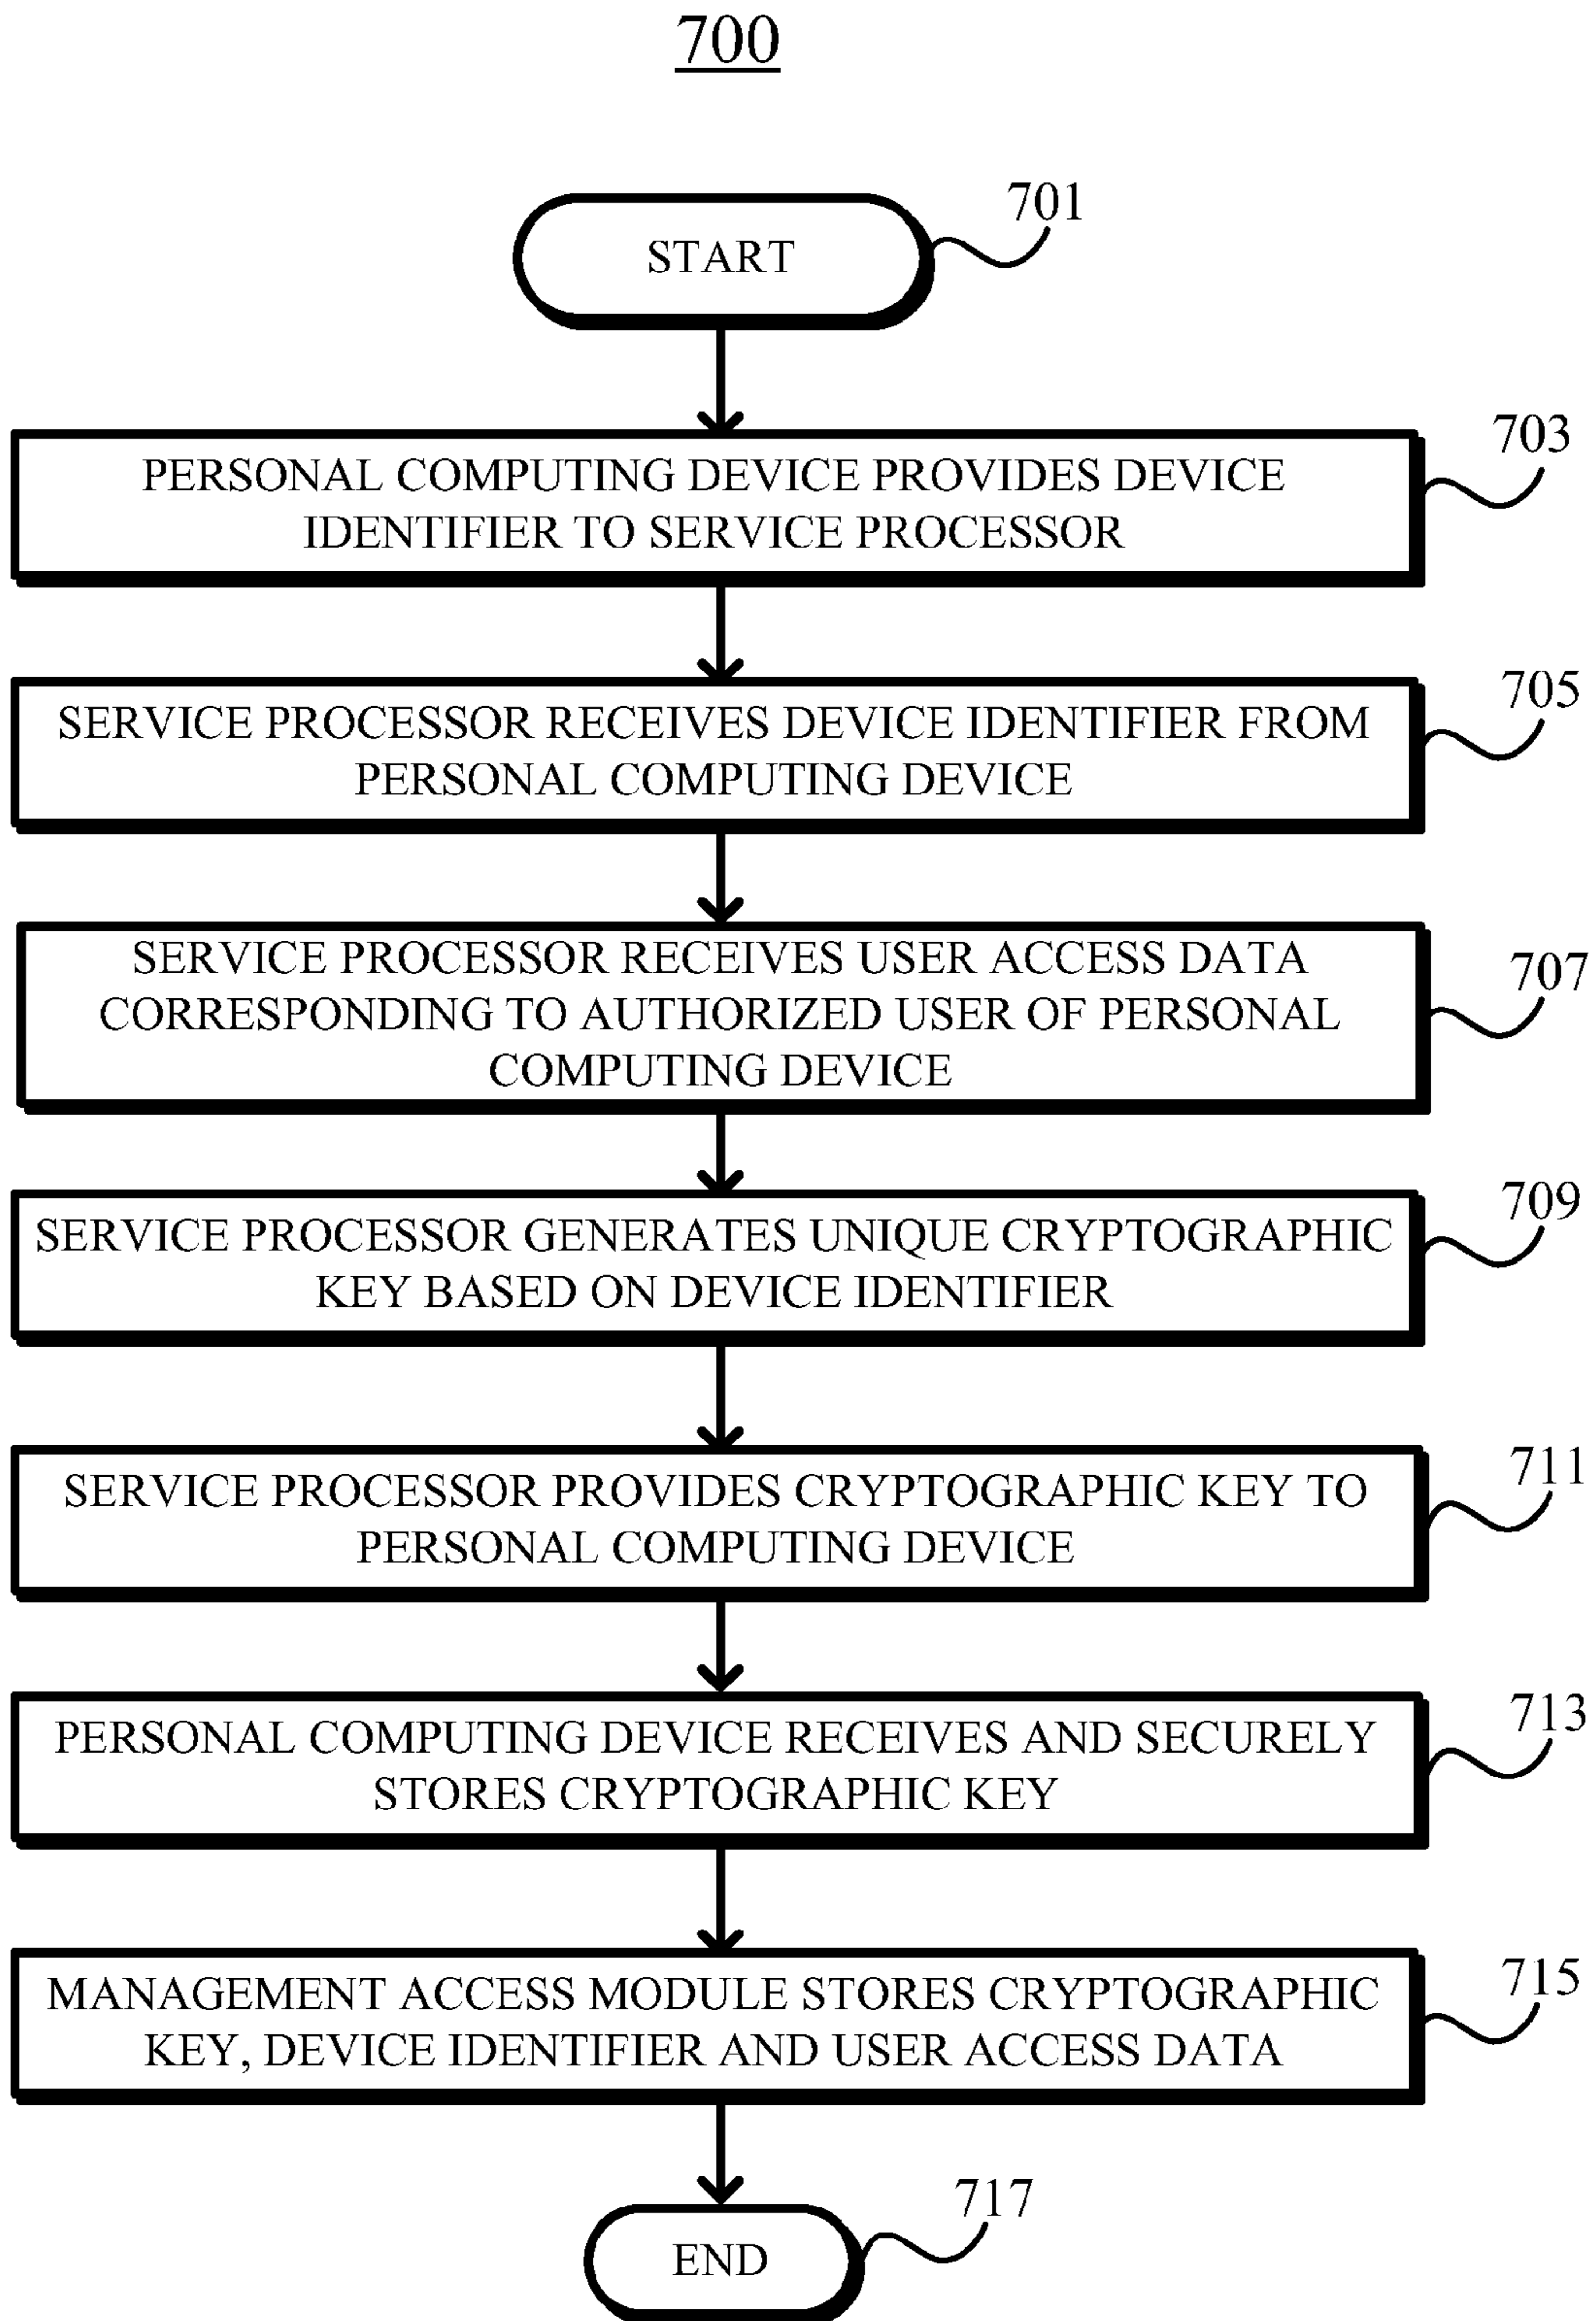 700
701
START
703
PERSONAL COMPUTING DEVICE PROVIDES DEVICE
IDENTIFIER TO SERVICE PROCESSOR
705
SERVICE PROCESSOR RECEIVES DEVICE IDENTIFIER FROM
PERSONAL COMPUTING DEVICE
707
SERVICE PROCESSOR RECEIVES USER ACCESS DATA
CORRESPONDING TO AUTHORIZED USER OF PERSONAL
COMPUTING DEVICE
709
SERVICE PROCESSOR GENERATES UNIQUE CRYPTOGRAPHIC
KEY BASED ON DEVICE IDENTIFIER
711
SERVICE PROCESSOR PROVIDES CRYPTOGRAPHIC KEY TO
PERSONAL COMPUTING DEVICE
713
PERSONAL COMPUTING DEVICE RECEIVES AND SECURELY
STORES CRYPTOGRAPHIC KEY
715
MANAGEMENT ACCESS MODULE STORES CRYPTOGRAPHIC
KEY, DEVICE IDENTIFIER AND USER ACCESS DATA
717
END